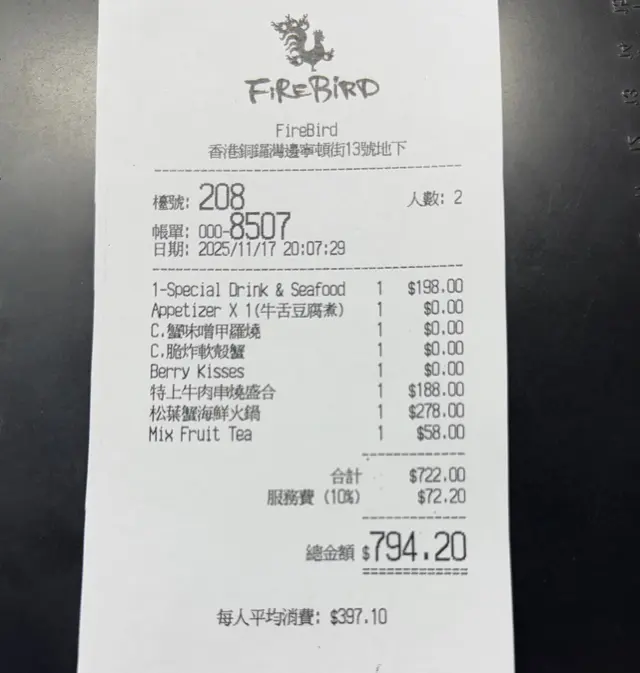 FiREBiRD
FireBird
香港銅鑼灣邊寧頓街13號地下
檯號: 208 人數: 2
帳單: 000-8507
日期: 2025/11/17 20:07:29
1-Special Drink & Seafood 1 $198.00
Appetizer X 1(牛舌豆腐煮) 1 $0.00
C.蟹味噌甲羅燒 1 $0.00
C.脆炸軟殼蟹 1 $0.00
Berry Kisses 1 $0.00
特上牛肉串燒盛合 1 $188.00
松葉蟹海鮮火鍋 1 $278.00
Mix Fruit Tea 1 $58.00
合計 $722.00
服務費 (10%) $72.20
總金額 $794.20
每人平均消費: $397.10